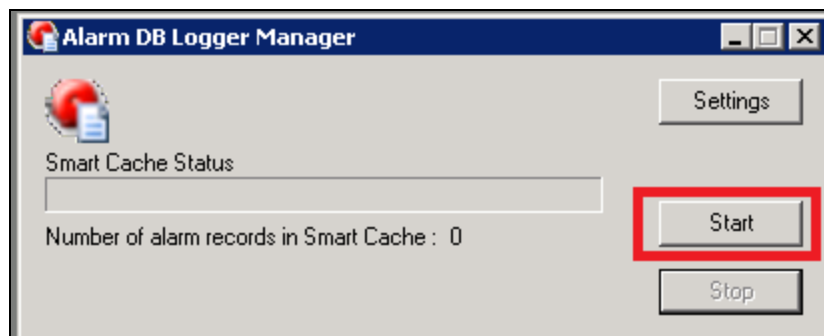 Alarm DB Logger Manager
Settings
Smart Cache Status
Number of alarm records in Smart Cache : 0
Start
Stop